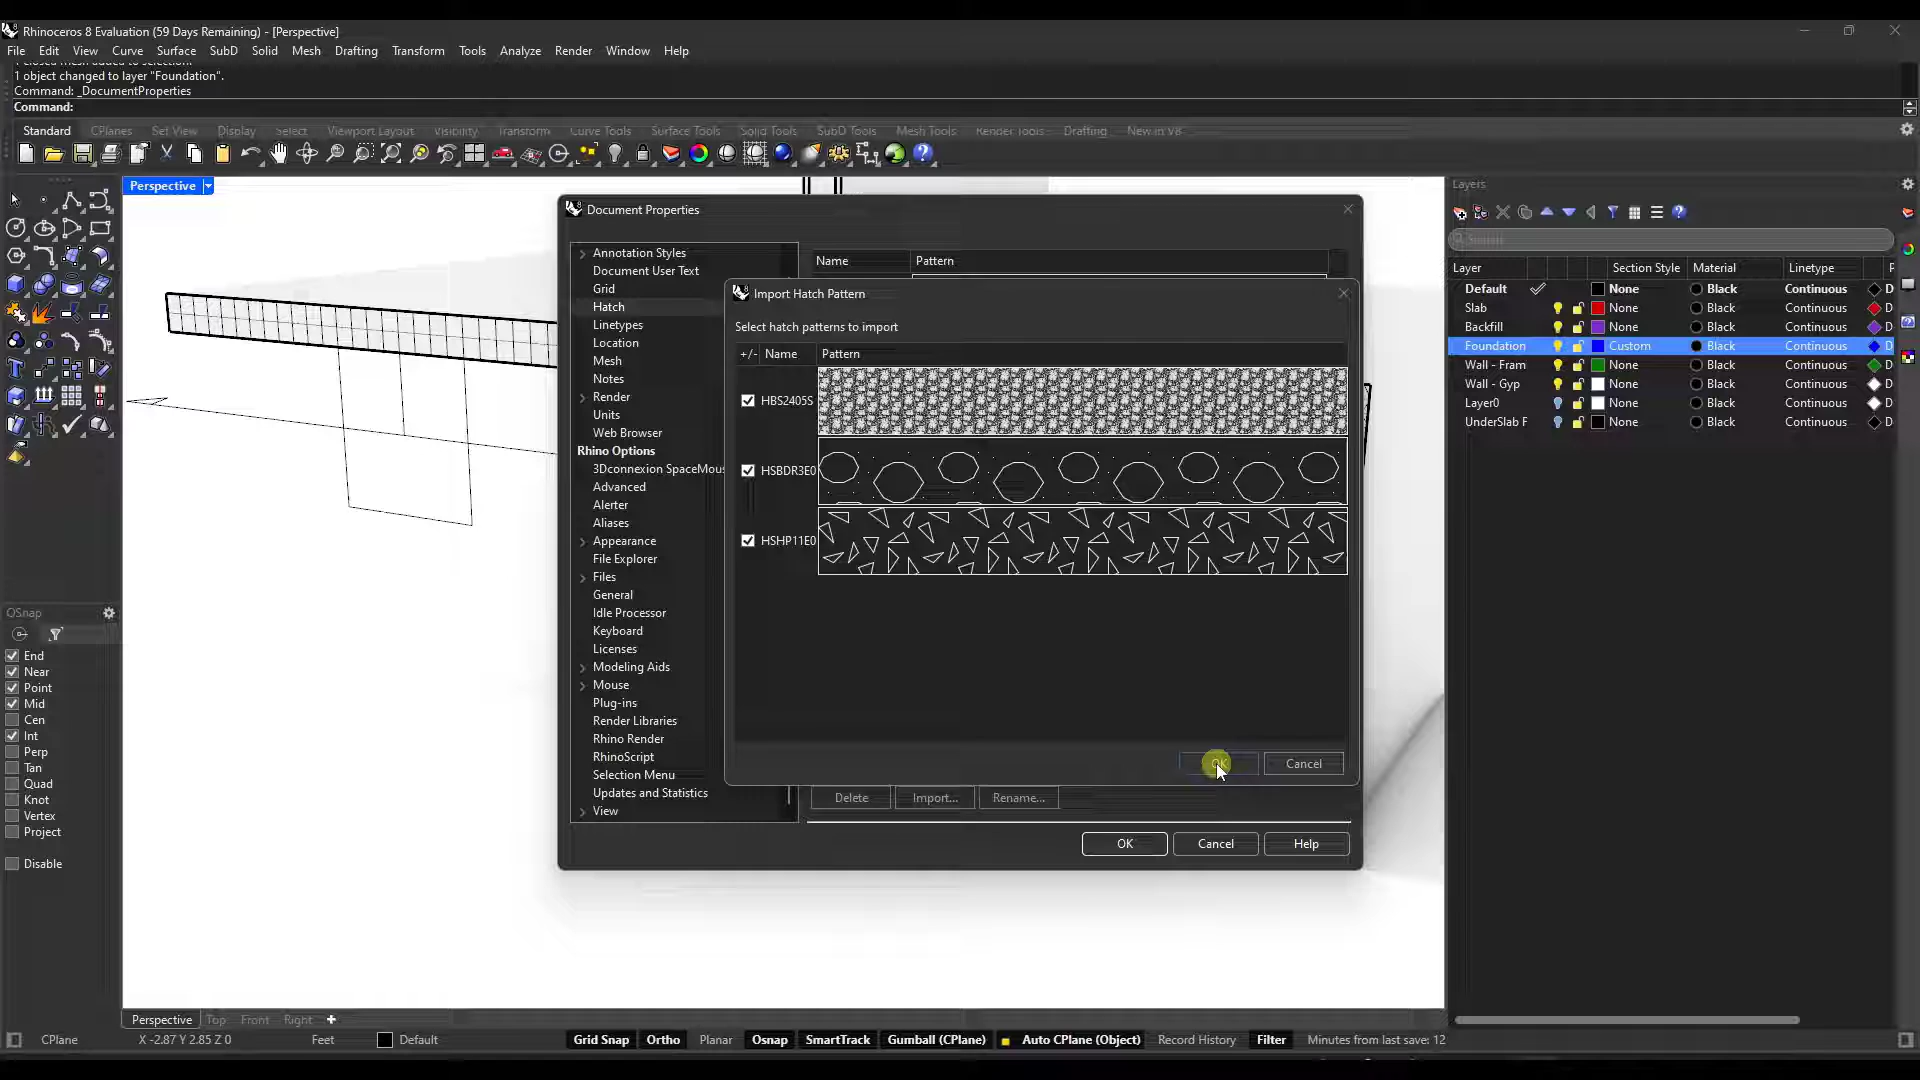 Rhinoceros 8 Evaluation (59 Days Remaining) - [Perspective]
File Edit View Curve Surface SubD Solid Mesh Drafting Transform Tools Analyze Render Window Help
1 closed mesh added to selection.
1 object changed to layer "Foundation".
Command: _DocumentProperties
Command:
Standard CPlanes Set View Display Select Viewport Layout Visibility Transform Curve Tools Surface Tools Solid Tools SubD Tools Mesh Tools Render Tools Drafting New in V8
Perspective
Document Properties
Annotation Styles
Document User Text
Grid
Hatch
Linetypes
Location
Mesh
Notes
Render
Units
Web Browser
Rhino Options
3Dconnexion SpaceMous
Advanced
Alerter
Aliases
Appearance
File Explorer
Files
General
Idle Processor
Keyboard
Licenses
Modeling Aids
Mouse
Plug-ins
Render Libraries
Rhino Render
RhinoScript
Selection Menu
Updates and Statistics
View
Name Pattern
Import Hatch Pattern
Select hatch patterns to import
+/- Name Pattern
HBS2405S
HSBDR3E0
HSHP11E0
OK Cancel
Delete Import... Rename...
OK Cancel Help
Layers
Search
Layer Section Style Material Linetype P
Default None Black Continuous D
Slab None Black Continuous D
Backfill None Black Continuous D
Foundation Custom Black Continuous D
Wall - Fram None Black Continuous D
Wall - Gyp None Black Continuous D
Layer0 None Black Continuous D
UnderSlab F None Black Continuous D
OSnap
End
Near
Point
Mid
Cen
Int
Perp
Tan
Quad
Knot
Vertex
Project
Disable
Perspective Top Front Right
CPlane X -2.87 Y 2.85 Z 0 Feet Default Grid Snap Ortho Planar Osnap SmartTrack Gumball (CPlane) Auto CPlane (Object) Record History Filter Minutes from last save: 12